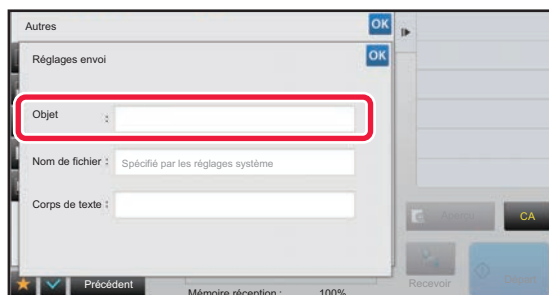 Autres OK
Réglages envoi OK
Objet :
Nom de fichier : Spécifié par les réglages système
Corps de texte :
CA
Précédent
Mémoire réception : 100%
Recevoir